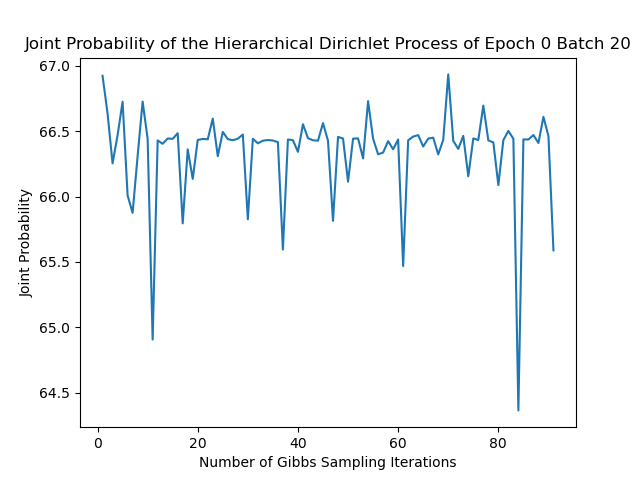 Joint Probability of the Hierarchical Dirichlet Process of Epoch 0 Batch 20
67.0
66.5
66.0
65.5
65.0
64.5
Joint Probability
0 20 40 60 80
Number of Gibbs Sampling Iterations